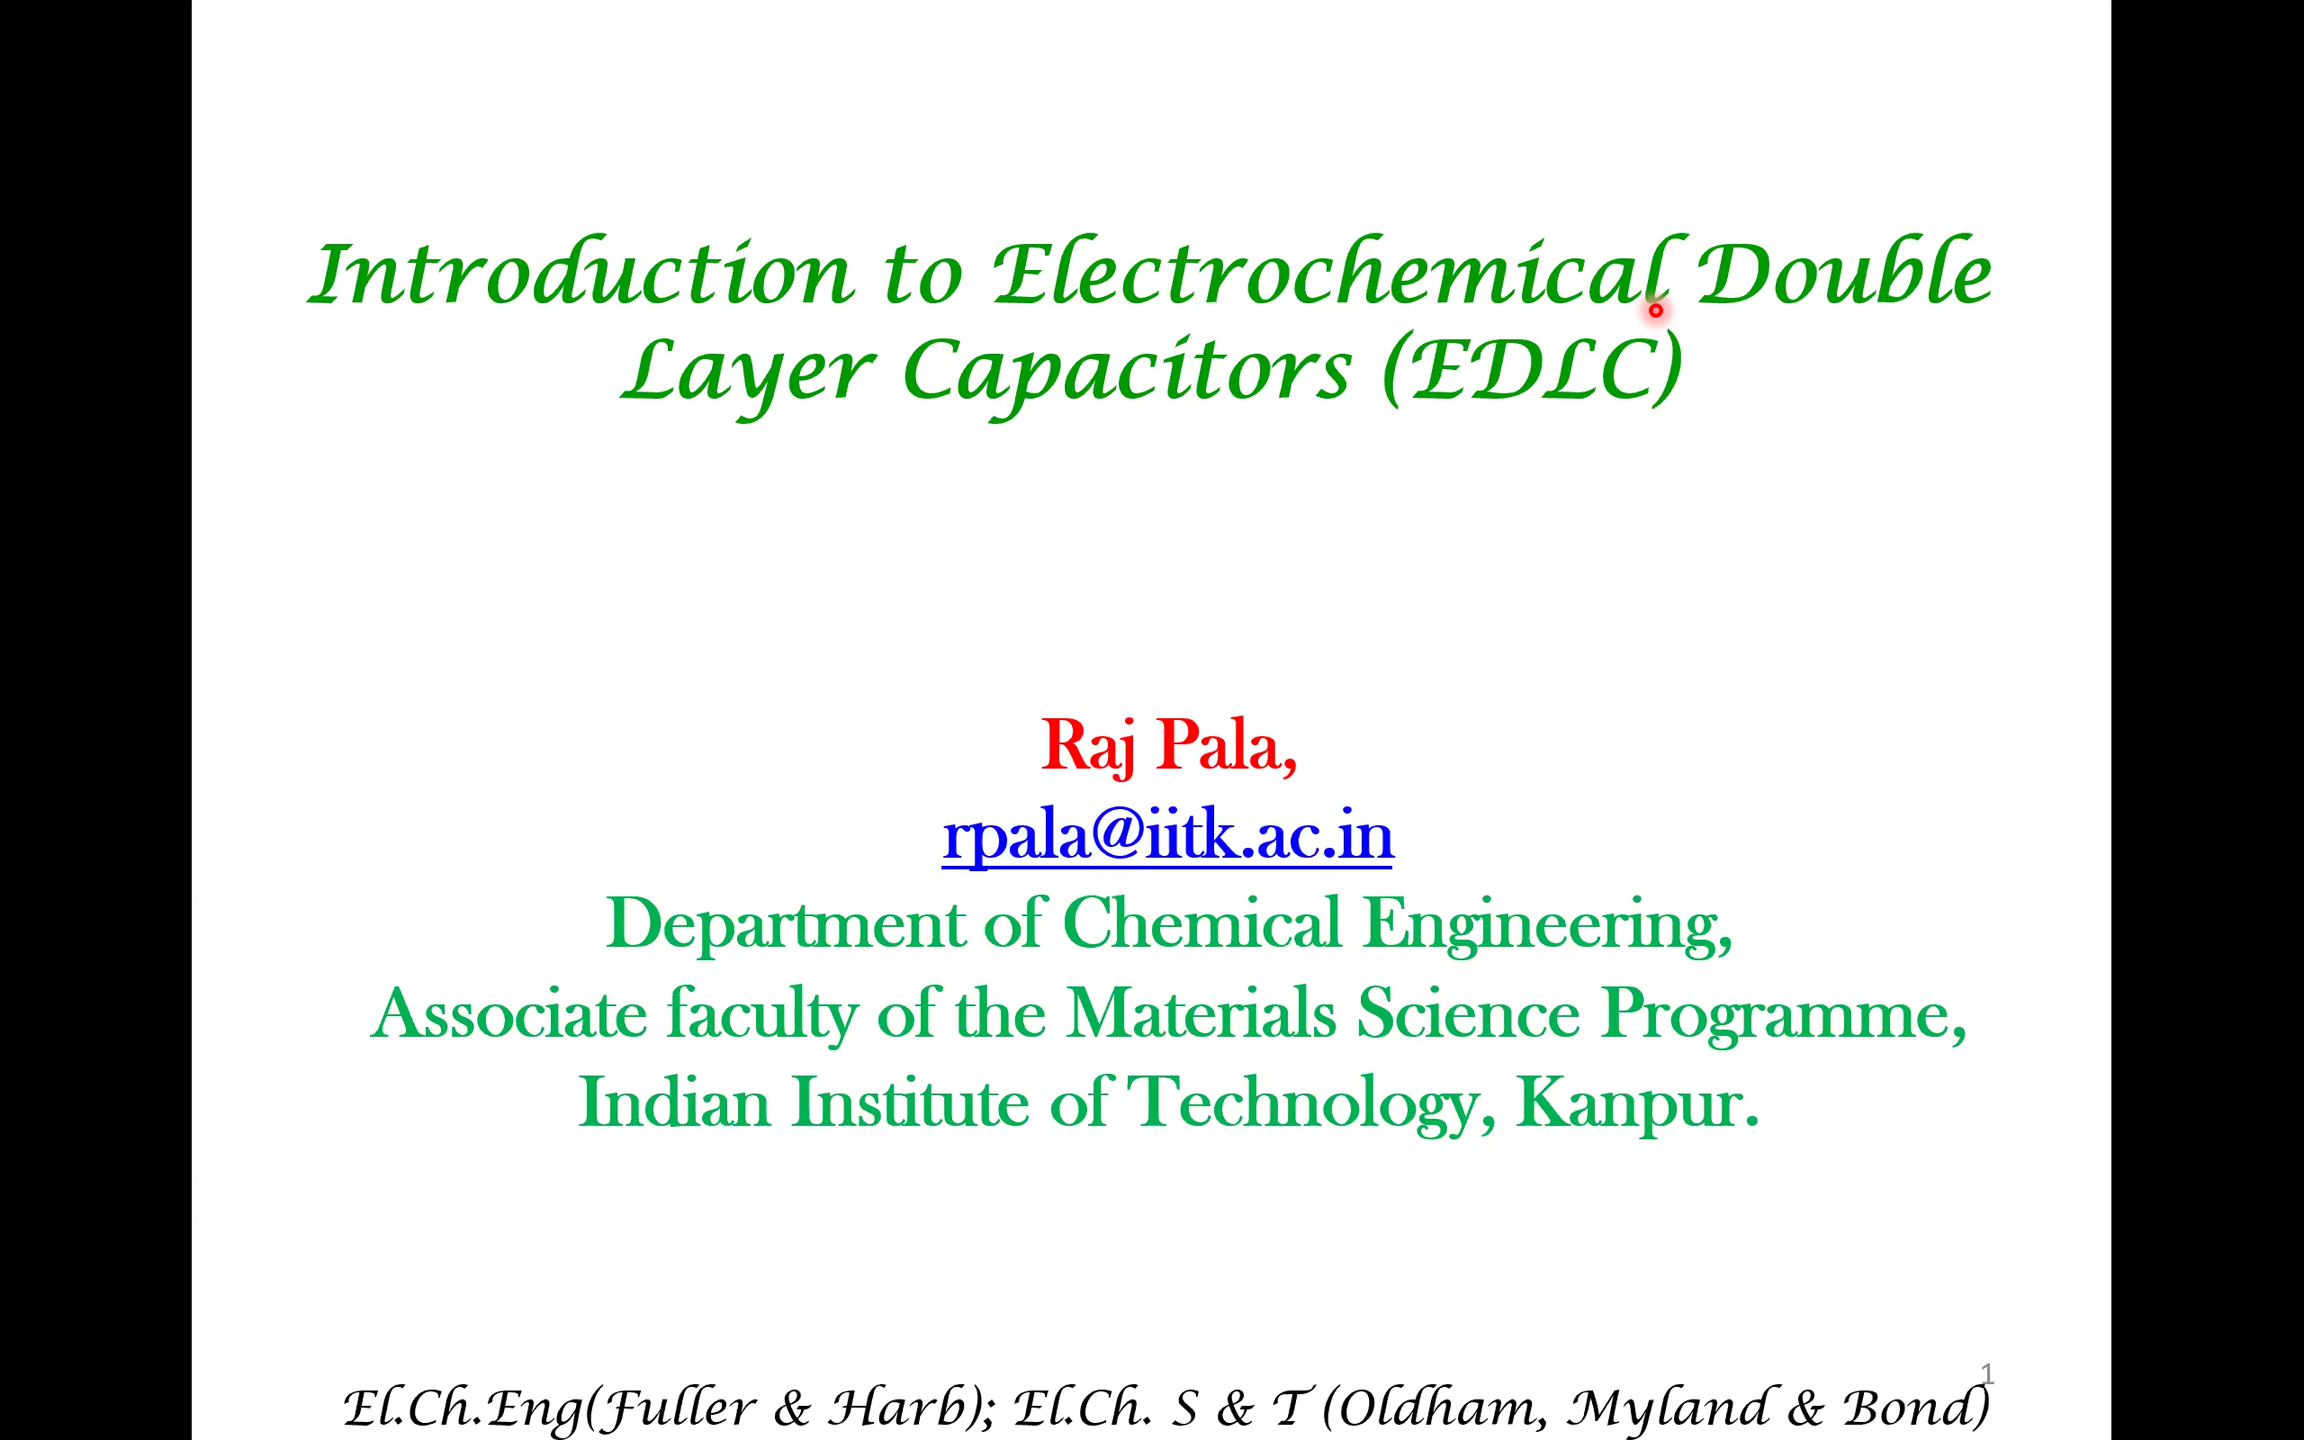 Introduction to Electrochemical Double
Layer Capacitors (EDLC)
Raj Pala,
rpala@iitk.ac.in
Department of Chemical Engineering,
Associate faculty of the Materials Science Programme,
Indian Institute of Technology, Kanpur.
1
El.Ch.Eng(Fuller & Harb); El.Ch. S & T (Oldham, Myland & Bond)